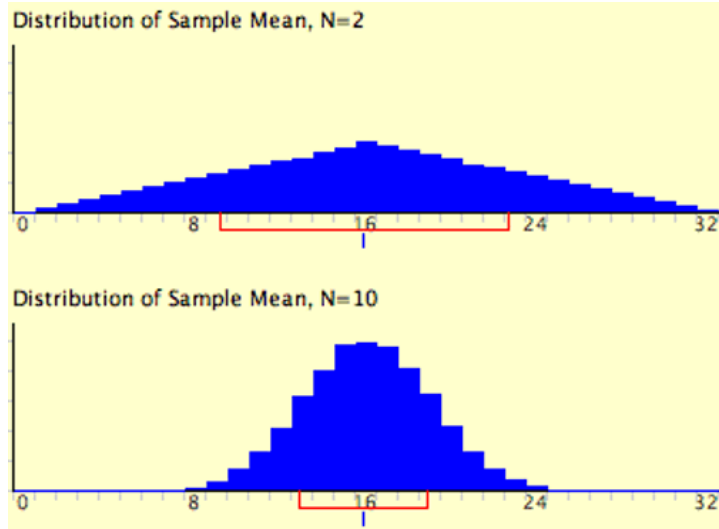 Distribution of Sample Mean, N=2
0 8 16 24 32
Distribution of Sample Mean, N=10
0 8 16 24 32